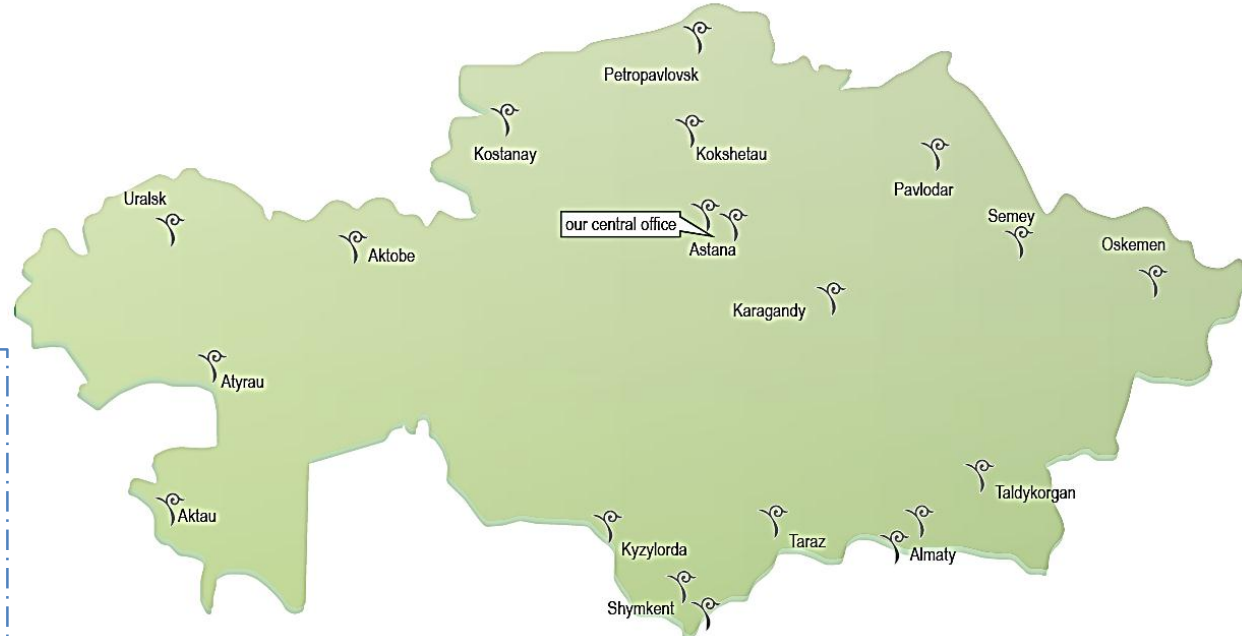 Petropavlovsk
Kostanay
Kokshetau
Pavlodar
Uralsk
Semey
our central office
Aktobe
Astana
Oskemen
Karagandy
Atyrau
Taldykorgan
Aktau
Kyzylorda
Taraz
Almaty
Shymkent